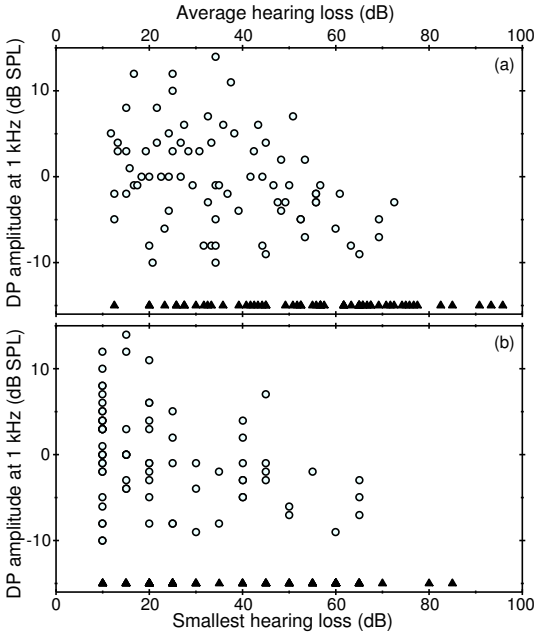 Average hearing loss (dB)
0 20 40 60 80 100
(a)
DP amplitude at 1 kHz (dB SPL)
10
0
-10
(b)
DP amplitude at 1 kHz (dB SPL)
10
0
-10
0 20 40 60 80 100
Smallest hearing loss (dB)